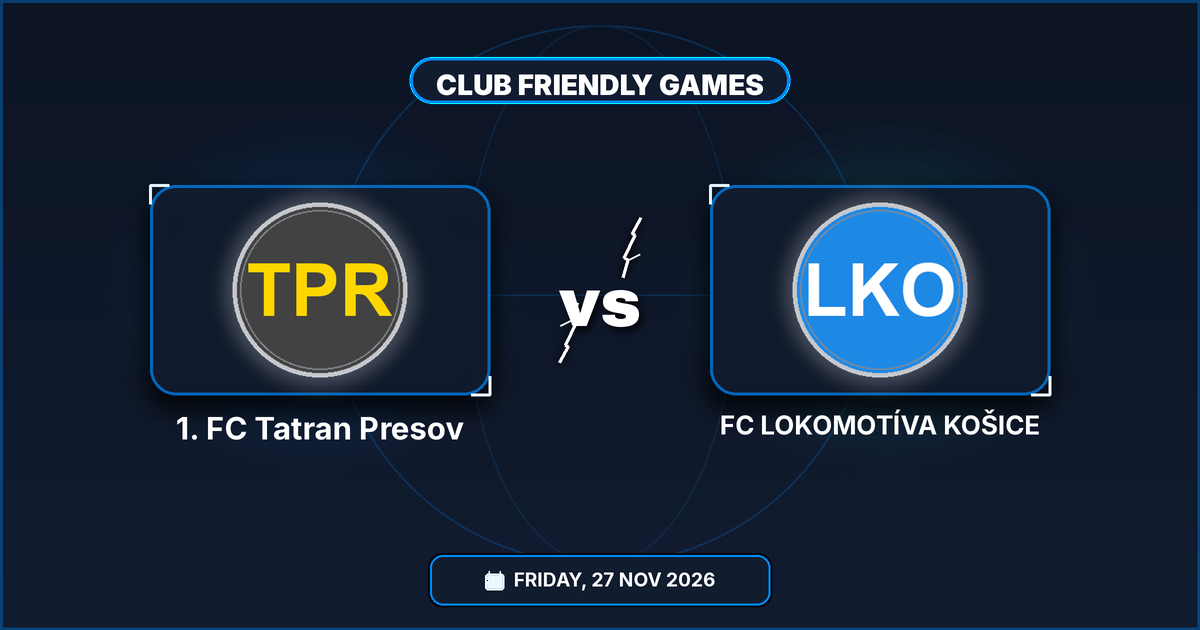 CLUB FRIENDLY GAMES
TPR
vs
LKO
1. FC Tatran Presov
FC LOKOMOTÍVA KOŠICE
FRIDAY, 27 NOV 2026